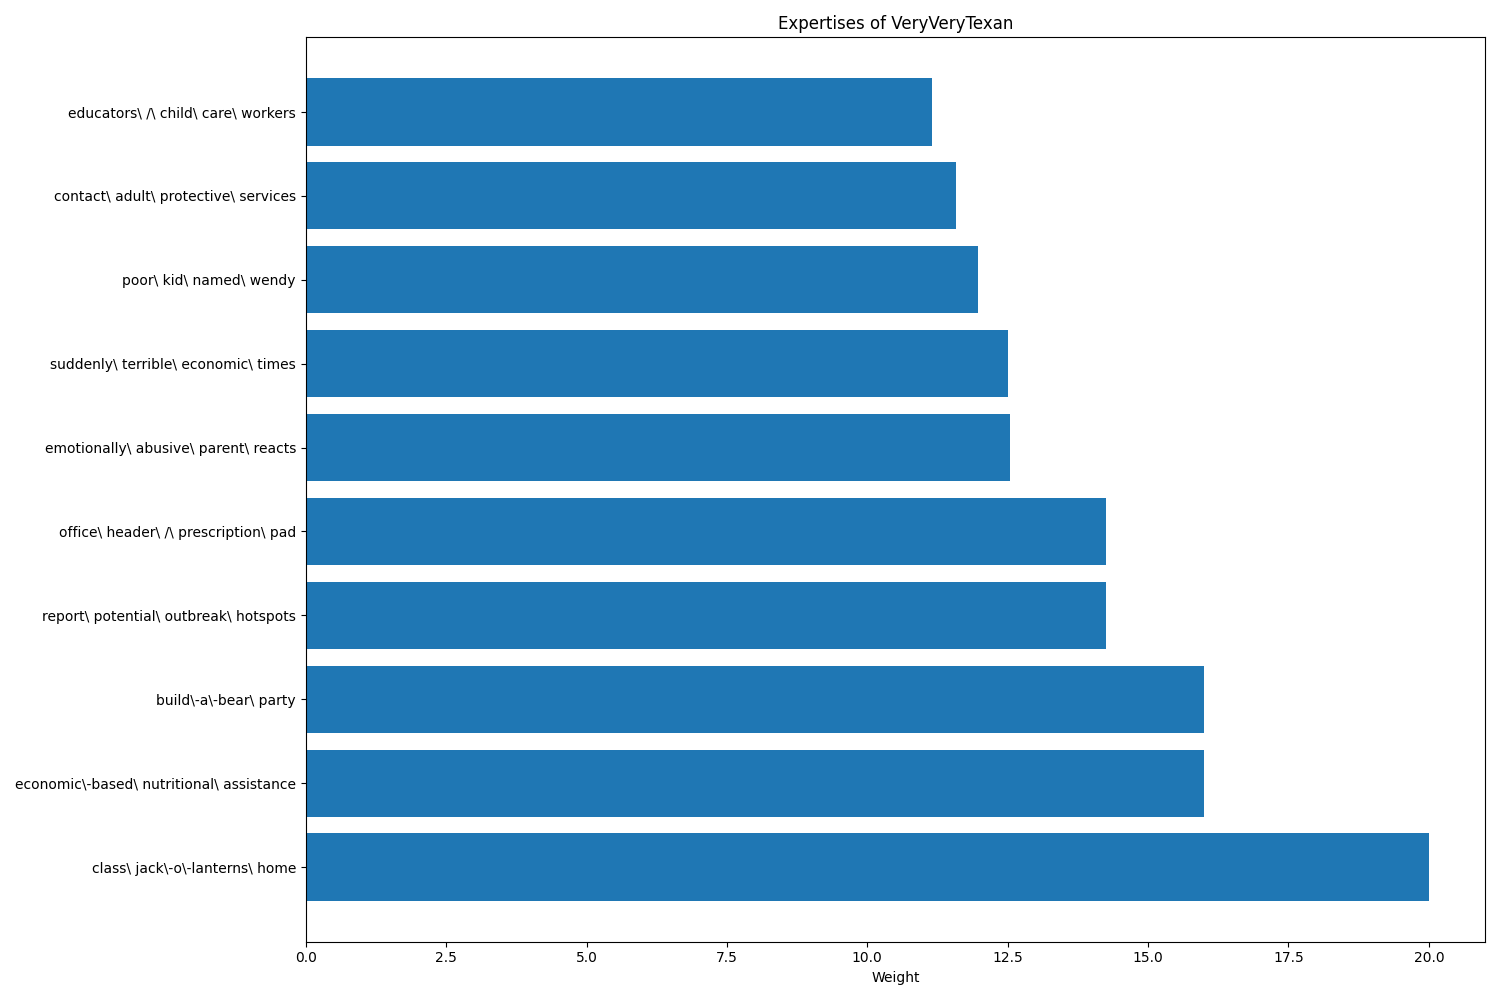 Expertises of VeryVeryTexan
educators\ /\ child\ care\ workers
contact\ adult\ protective\ services
poor\ kid\ named\ wendy
suddenly\ terrible\ economic\ times
emotionally\ abusive\ parent\ reacts
office\ header\ /\ prescription\ pad
report\ potential\ outbreak\ hotspots
build\-a\-bear\ party
economic\-based\ nutritional\ assistance
class\ jack\-o\-lanterns\ home
0.0 2.5 5.0 7.5 10.0 12.5 15.0 17.5 20.0
Weight